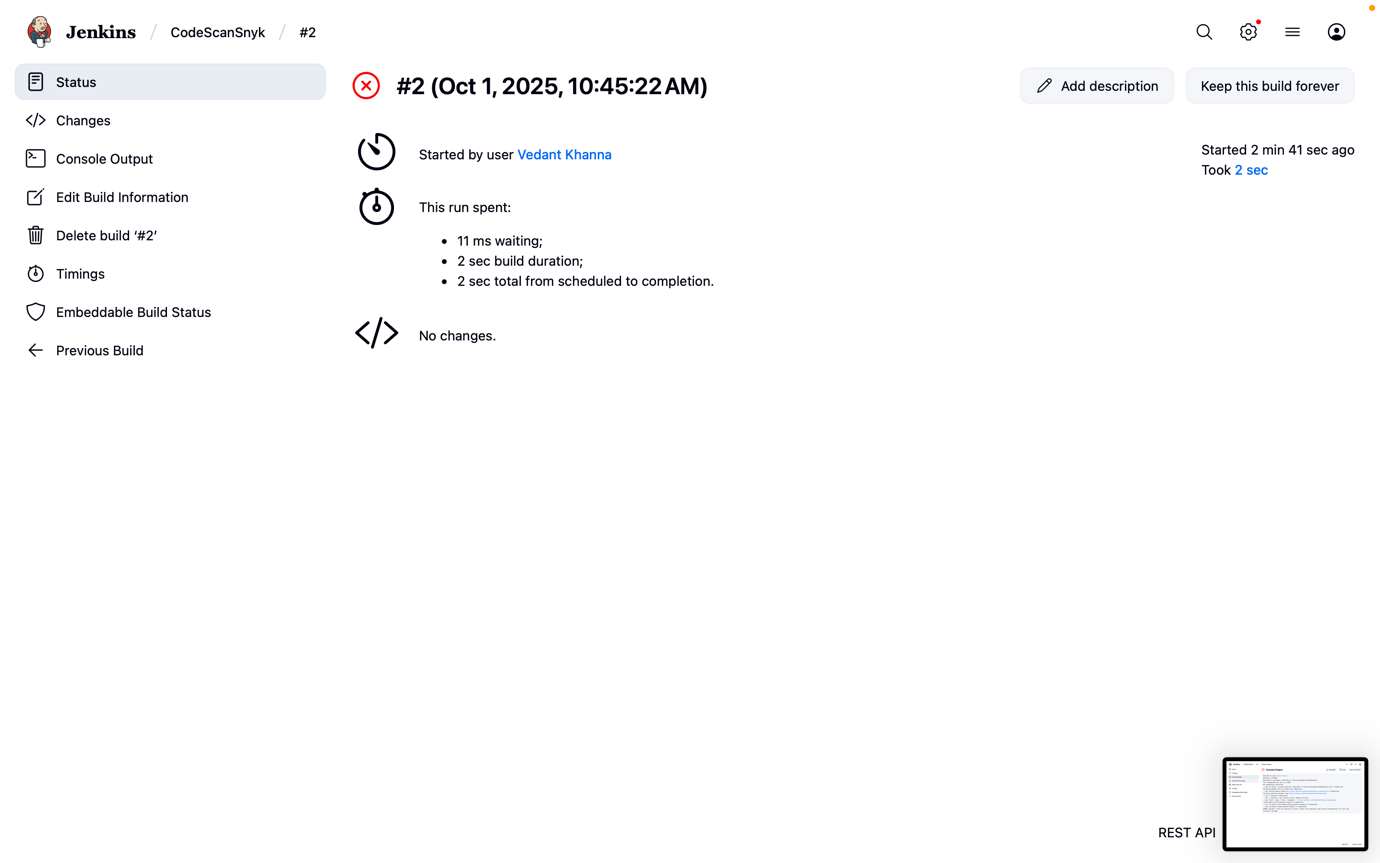 Jenkins / CodeScanSnyk / #2
Status
Changes
Console Output
Edit Build Information
Delete build ‘#2’
Timings
Embeddable Build Status
Previous Build
#2 (Oct 1, 2025, 10:45:22 AM)
Add description
Keep this build forever
Started by user Vedant Khanna
Started 2 min 41 sec ago
Took 2 sec
This run spent:
11 ms waiting;
2 sec build duration;
2 sec total from scheduled to completion.
No changes.
REST API